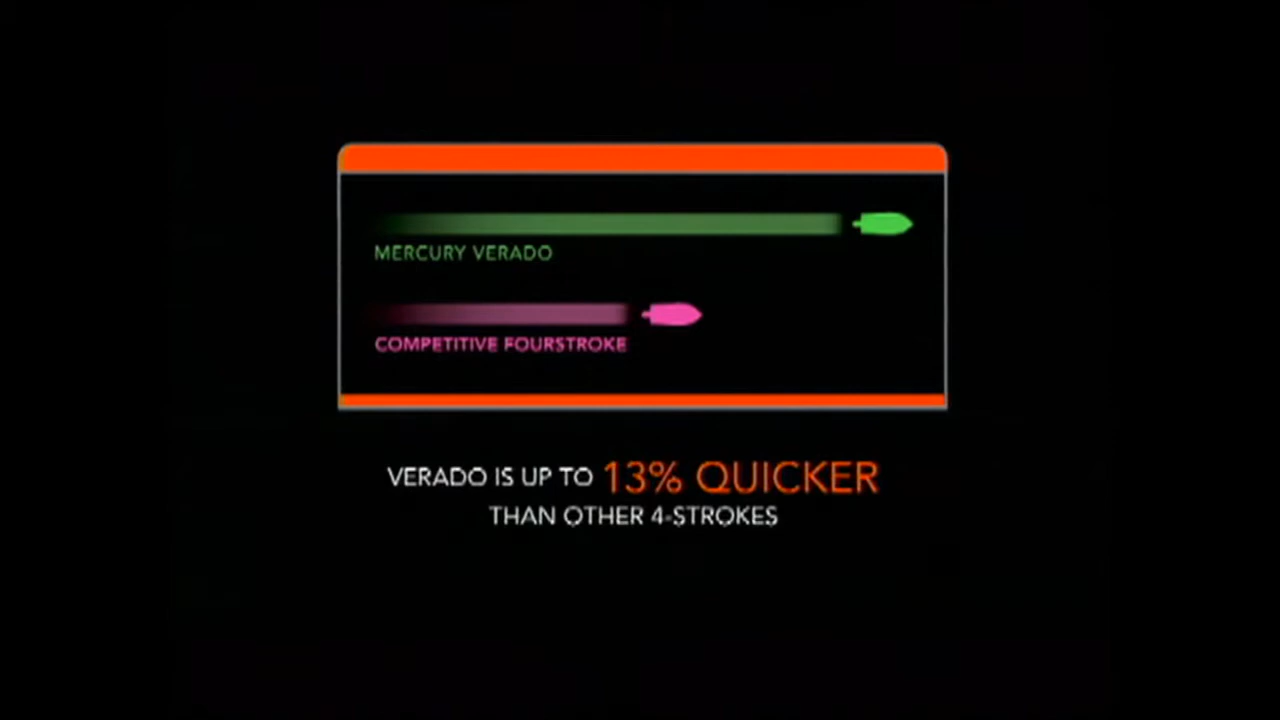 MERCURY VERADO
COMPETITIVE FOURSTROKE
VERADO IS UP TO 13% QUICKER
THAN OTHER 4-STROKES